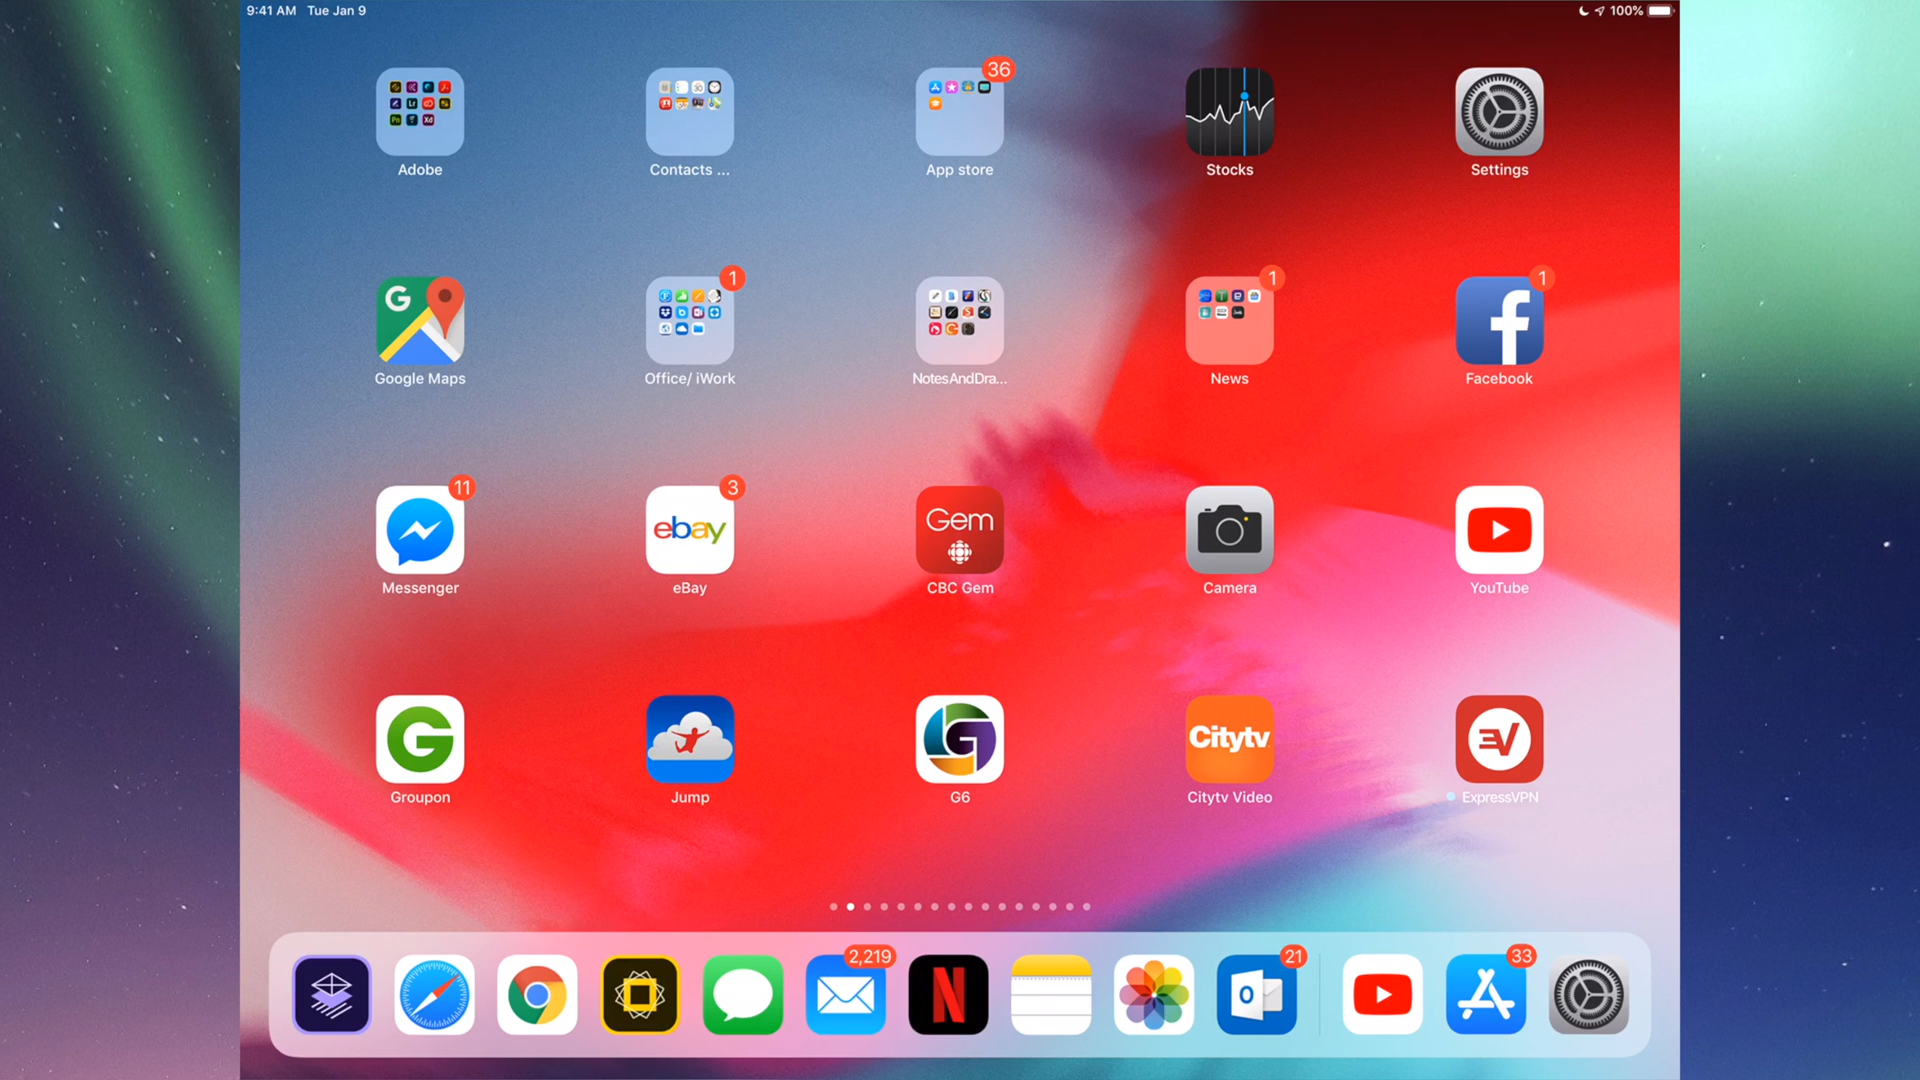 9:41 AM Tue Jan 9
100%
36
Adobe
Contacts ...
App store
Stocks
Settings
1
1
1
G
Google Maps
Office/ iWork
NotesAndDra...
News
Facebook
11
3
ebay
Gem
Messenger
eBay
CBC Gem
Camera
YouTube
G
G
Citytv
EV
Groupon
Jump
G6
Citytv Video
ExpressVPN
2,219
21
33
N
O